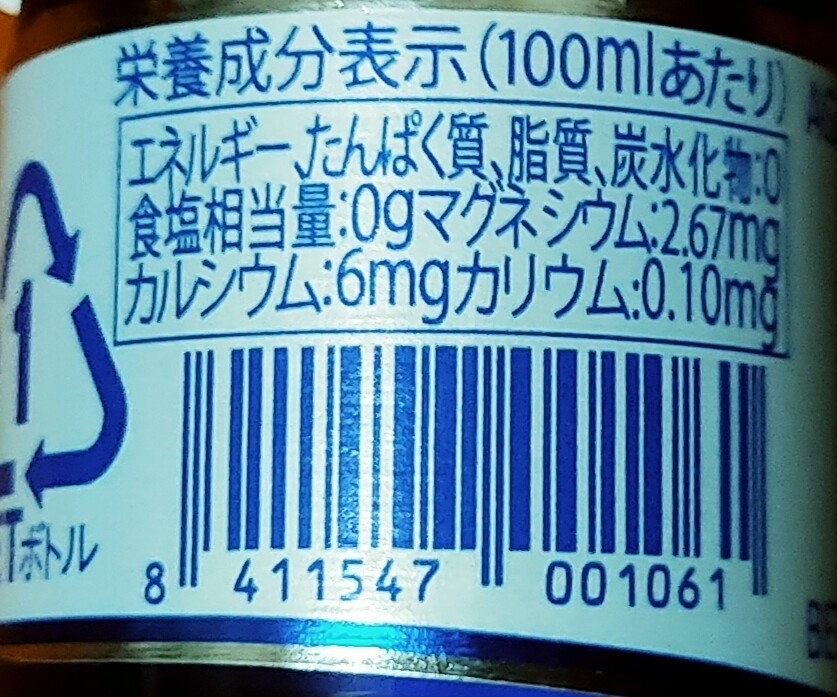 栄養成分表示(100mlあたり)
エネルギー、たんぱく質、脂質、炭水化物:0
食塩相当量:0gマグネシウム:2.67mg
カルシウム:6mgカリウム:0.10mg
1
Tボトル
8 411547 001061